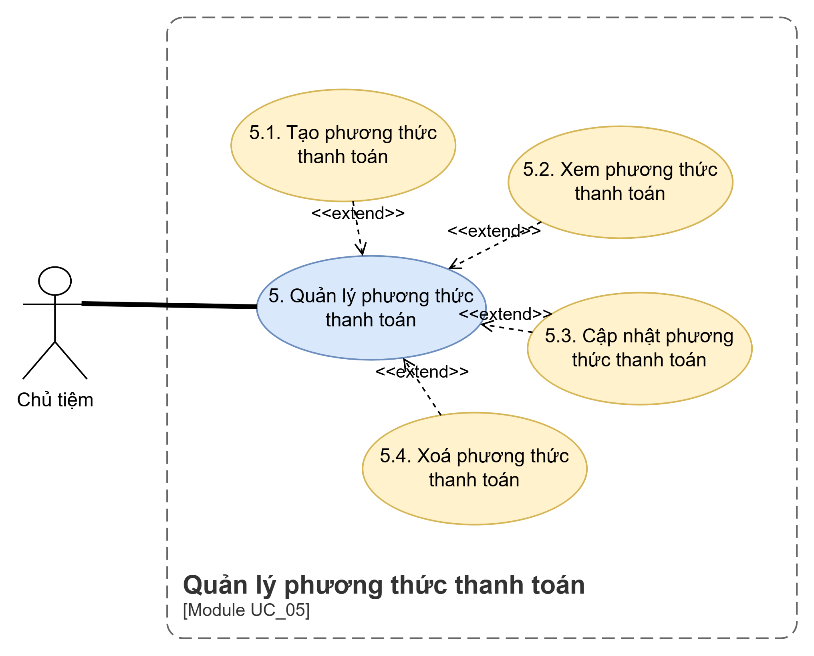 5.1. Tạo phương thức
thanh toán
<<extend>>
5.2. Xem phương thức
thanh toán
<<extend>>
5. Quản lý phương thức
thanh toán
<<extend>>
5.3. Cập nhật phương
thức thanh toán
<<extend>>
Chủ tiệm
5.4. Xoá phương thức
thanh toán
Quản lý phương thức thanh toán
[Module UC_05]